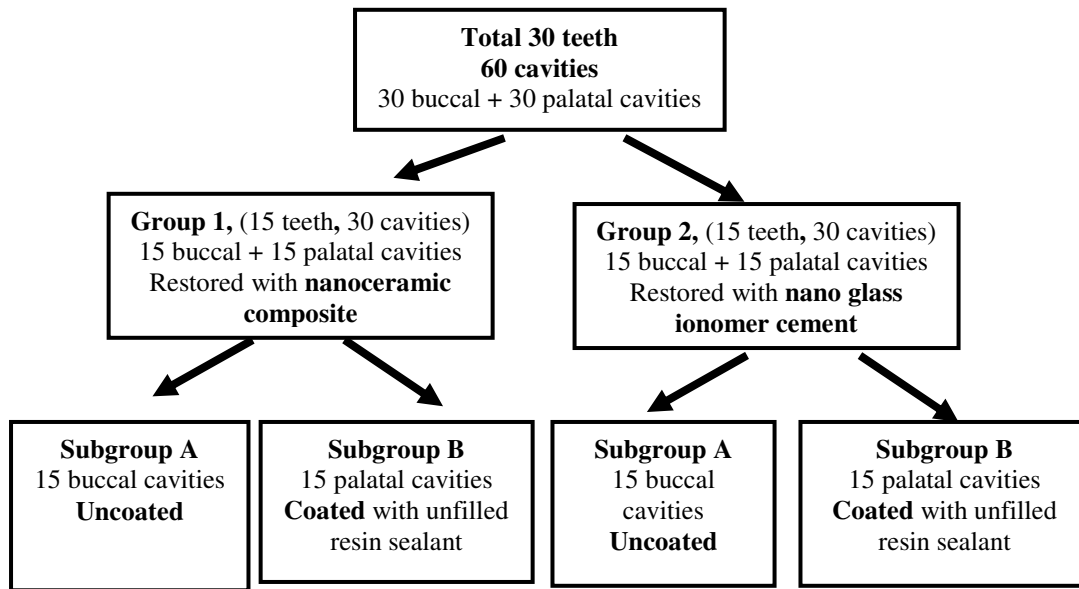 Total 30 teeth
60 cavities
30 buccal + 30 palatal cavities
Group 1, (15 teeth, 30 cavities)
15 buccal + 15 palatal cavities
Restored with nanoceramic
composite
Group 2, (15 teeth, 30 cavities)
15 buccal + 15 palatal cavities
Restored with nano glass
ionomer cement
Subgroup A
15 buccal cavities
Uncoated
Subgroup B
15 palatal cavities
Coated with unfilled
resin sealant
Subgroup A
15 buccal
cavities
Uncoated
Subgroup B
15 palatal cavities
Coated with unfilled
resin sealant